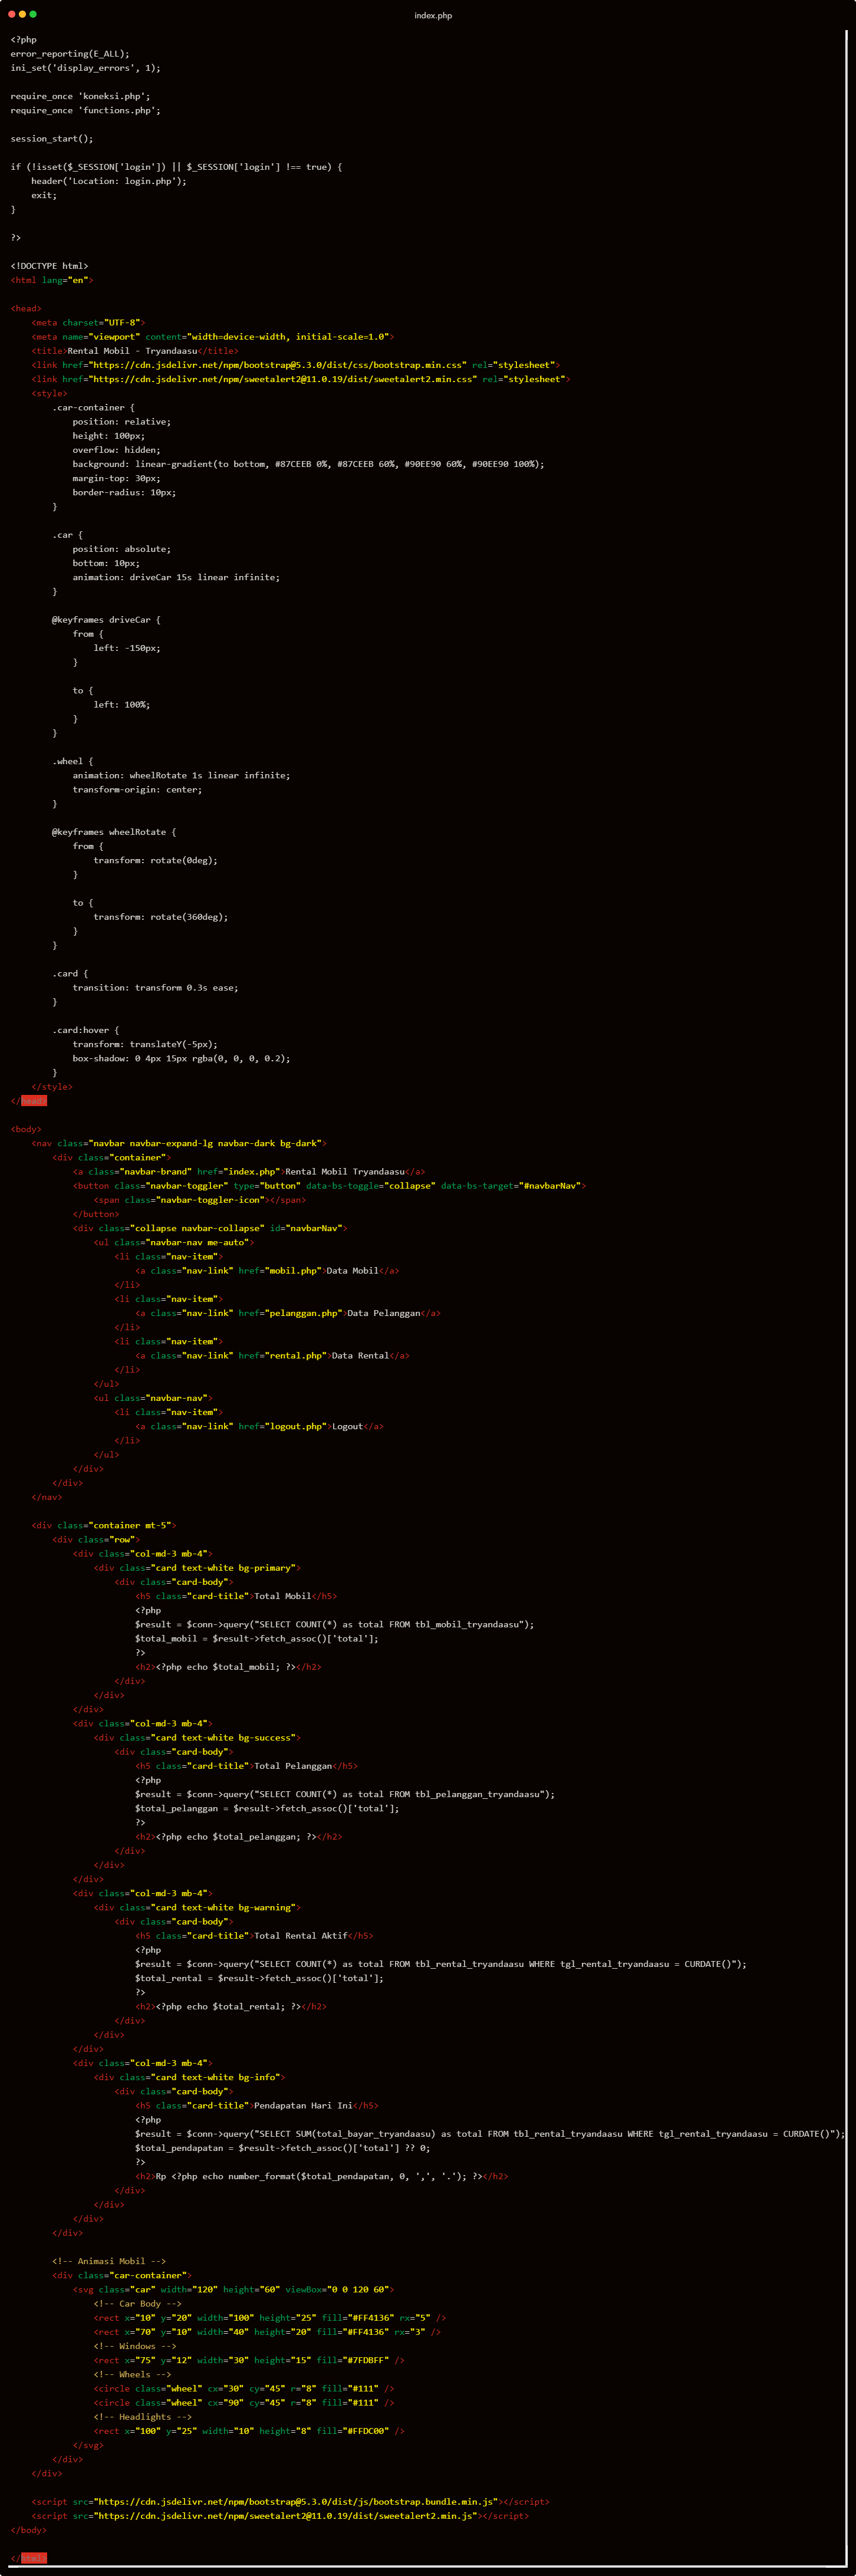 index.php
<?php
error_reporting(E_ALL);
ini_set('display_errors', 1);

require_once 'koneksi.php';
require_once 'functions.php';

session_start();

if (!isset($_SESSION['login']) || $_SESSION['login'] !== true) {
    header('Location: login.php');
    exit;
}

?>

<!DOCTYPE html>
<html lang="en">

<head>
    <meta charset="UTF-8">
    <meta name="viewport" content="width=device-width, initial-scale=1.0">
    <title>Rental Mobil - Tryandaasu</title>
    <link href="https://cdn.jsdelivr.net/npm/bootstrap@5.3.0/dist/css/bootstrap.min.css" rel="stylesheet">
    <link href="https://cdn.jsdelivr.net/npm/sweetalert2@11.0.19/dist/sweetalert2.min.css" rel="stylesheet">
    <style>
        .car-container {
            position: relative;
            height: 100px;
            overflow: hidden;
            background: linear-gradient(to bottom, #87CEEB 0%, #87CEEB 60%, #90EE90 60%, #90EE90 100%);
            margin-top: 30px;
            border-radius: 10px;
        }

        .car {
            position: absolute;
            bottom: 10px;
            animation: driveCar 15s linear infinite;
        }

        @keyframes driveCar {
            from {
                left: -150px;
            }

            to {
                left: 100%;
            }
        }

        .wheel {
            animation: wheelRotate 1s linear infinite;
            transform-origin: center;
        }

        @keyframes wheelRotate {
            from {
                transform: rotate(0deg);
            }

            to {
                transform: rotate(360deg);
            }
        }

        .card {
            transition: transform 0.3s ease;
        }

        .card:hover {
            transform: translateY(-5px);
            box-shadow: 0 4px 15px rgba(0, 0, 0, 0.2);
        }
    </style>
</head>

<body>
    <nav class="navbar navbar-expand-lg navbar-dark bg-dark">
        <div class="container">
            <a class="navbar-brand" href="index.php">Rental Mobil Tryandaasu</a>
            <button class="navbar-toggler" type="button" data-bs-toggle="collapse" data-bs-target="#navbarNav">
                <span class="navbar-toggler-icon"></span>
            </button>
            <div class="collapse navbar-collapse" id="navbarNav">
                <ul class="navbar-nav me-auto">
                    <li class="nav-item">
                        <a class="nav-link" href="mobil.php">Data Mobil</a>
                    </li>
                    <li class="nav-item">
                        <a class="nav-link" href="pelanggan.php">Data Pelanggan</a>
                    </li>
                    <li class="nav-item">
                        <a class="nav-link" href="rental.php">Data Rental</a>
                    </li>
                </ul>
                <ul class="navbar-nav">
                    <li class="nav-item">
                        <a class="nav-link" href="logout.php">Logout</a>
                    </li>
                </ul>
            </div>
        </div>
    </nav>

    <div class="container mt-5">
        <div class="row">
            <div class="col-md-3 mb-4">
                <div class="card text-white bg-primary">
                    <div class="card-body">
                        <h5 class="card-title">Total Mobil</h5>
                        <?php
                        $result = $conn->query("SELECT COUNT(*) as total FROM tbl_mobil_tryandaasu");
                        $total_mobil = $result->fetch_assoc()['total'];
                        ?>
                        <h2><?php echo $total_mobil; ?></h2>
                    </div>
                </div>
            </div>
            <div class="col-md-3 mb-4">
                <div class="card text-white bg-success">
                    <div class="card-body">
                        <h5 class="card-title">Total Pelanggan</h5>
                        <?php
                        $result = $conn->query("SELECT COUNT(*) as total FROM tbl_pelanggan_tryandaasu");
                        $total_pelanggan = $result->fetch_assoc()['total'];
                        ?>
                        <h2><?php echo $total_pelanggan; ?></h2>
                    </div>
                </div>
            </div>
            <div class="col-md-3 mb-4">
                <div class="card text-white bg-warning">
                    <div class="card-body">
                        <h5 class="card-title">Total Rental Aktif</h5>
                        <?php
                        $result = $conn->query("SELECT COUNT(*) as total FROM tbl_rental_tryandaasu WHERE tgl_rental_tryandaasu = CURDATE()");
                        $total_rental = $result->fetch_assoc()['total'];
                        ?>
                        <h2><?php echo $total_rental; ?></h2>
                    </div>
                </div>
            </div>
            <div class="col-md-3 mb-4">
                <div class="card text-white bg-info">
                    <div class="card-body">
                        <h5 class="card-title">Pendapatan Hari Ini</h5>
                        <?php
                        $result = $conn->query("SELECT SUM(total_bayar_tryandaasu) as total FROM tbl_rental_tryandaasu WHERE tgl_rental_tryandaasu = CURDATE()");
                        $total_pendapatan = $result->fetch_assoc()['total'] ?? 0;
                        ?>
                        <h2>Rp <?php echo number_format($total_pendapatan, 0, ',', '.'); ?></h2>
                    </div>
                </div>
            </div>
        </div>

        <!-- Animasi Mobil -->
        <div class="car-container">
            <svg class="car" width="120" height="60" viewBox="0 0 120 60">
                <!-- Car Body -->
                <rect x="10" y="20" width="100" height="25" fill="#FF4136" rx="5" />
                <rect x="70" y="10" width="40" height="20" fill="#FF4136" rx="3" />
                <!-- Windows -->
                <rect x="75" y="12" width="30" height="15" fill="#7FDBFF" />
                <!-- Wheels -->
                <circle class="wheel" cx="30" cy="45" r="8" fill="#111" />
                <circle class="wheel" cx="90" cy="45" r="8" fill="#111" />
                <!-- Headlights -->
                <rect x="100" y="25" width="10" height="8" fill="#FFDC00" />
            </svg>
        </div>
    </div>

    <script src="https://cdn.jsdelivr.net/npm/bootstrap@5.3.0/dist/js/bootstrap.bundle.min.js"></script>
    <script src="https://cdn.jsdelivr.net/npm/sweetalert2@11.0.19/dist/sweetalert2.min.js"></script>
</body>

</html>